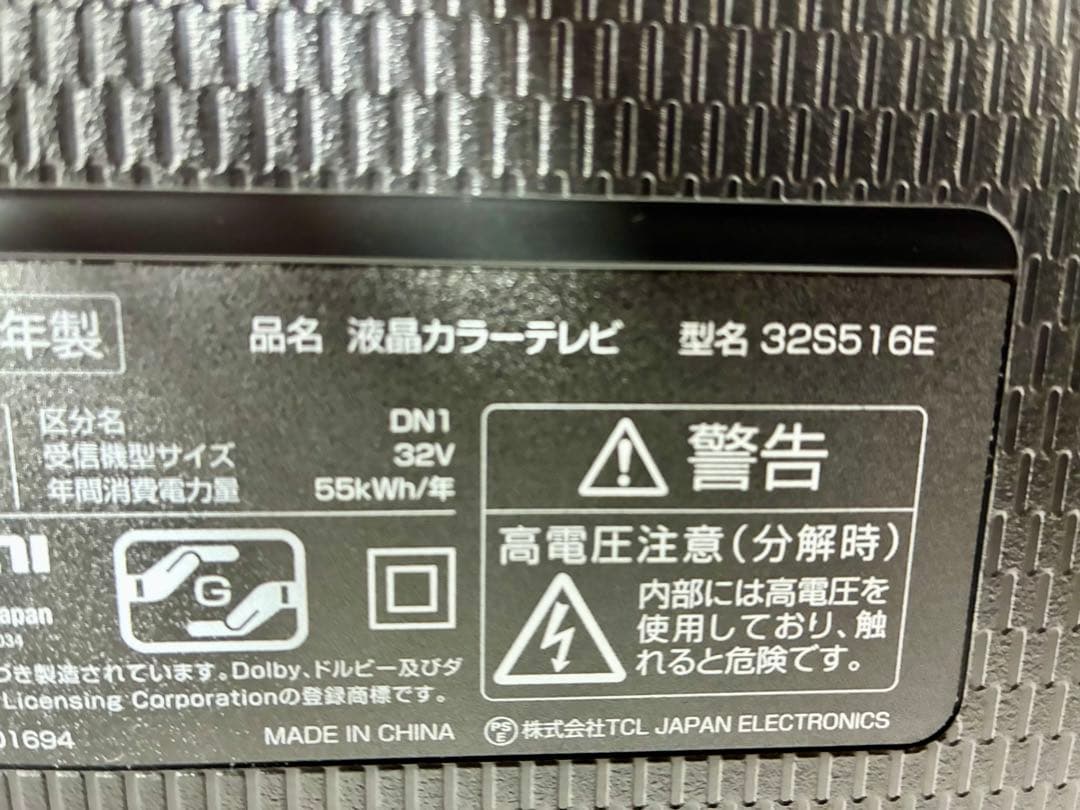 年製
品名 液晶カラーテレビ 型名 32S516E
区分名 DN1
受信機型サイズ 32V
年間消費電力量 55kWh/年
警告
高電圧注意(分解時)
内部には高電圧を
使用しており、触
れると危険です。
G
apan
034
づき製造されています。Dolby、ドルビー及びダ
Licensing Corporationの登録商標です。
01694
MADE IN CHINA
PSE 株式会社TCL JAPAN ELECTRONICS